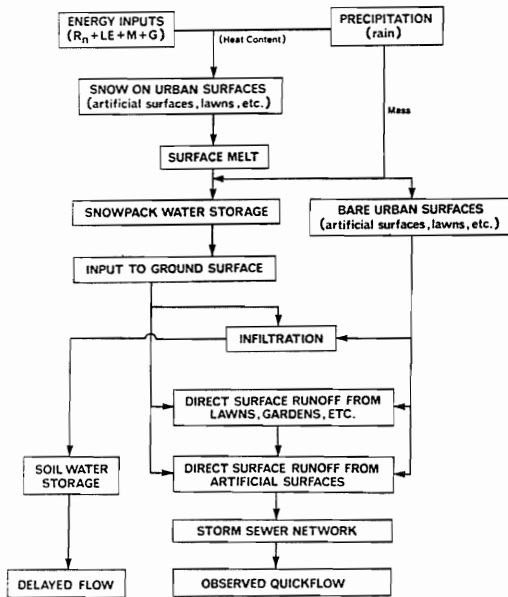 ENERGY INPUTS
(Rn+LE+M+G)
PRECIPITATION
(rain)
(Heat Content)
SNOW ON URBAN SURFACES
(artificial surfaces, lawns, etc.)
Mass
SURFACE MELT
SNOWPACK WATER STORAGE
BARE URBAN SURFACES
(artificial surfaces, lawns, etc.)
INPUT TO GROUND SURFACE
INFILTRATION
DIRECT SURFACE RUNOFF FROM
LAWNS, GARDENS, ETC.
SOIL WATER
STORAGE
DIRECT SURFACE RUNOFF FROM
ARTIFICIAL SURFACES
STORM SEWER NETWORK
DELAYED FLOW
OBSERVED QUICKFLOW